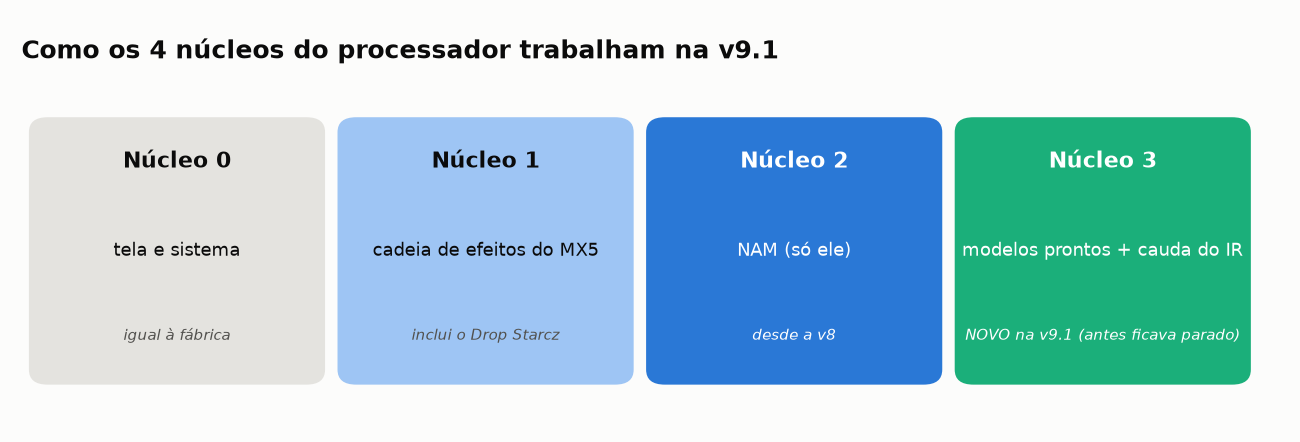 Como os 4 núcleos do processador trabalham na v9.1
Núcleo 0
tela e sistema
igual à fábrica
Núcleo 1
cadeia de efeitos do MX5
inclui o Drop Starcz
Núcleo 2
NAM (só ele)
desde a v8
Núcleo 3
modelos prontos + cauda do IR
NOVO na v9.1 (antes ficava parado)